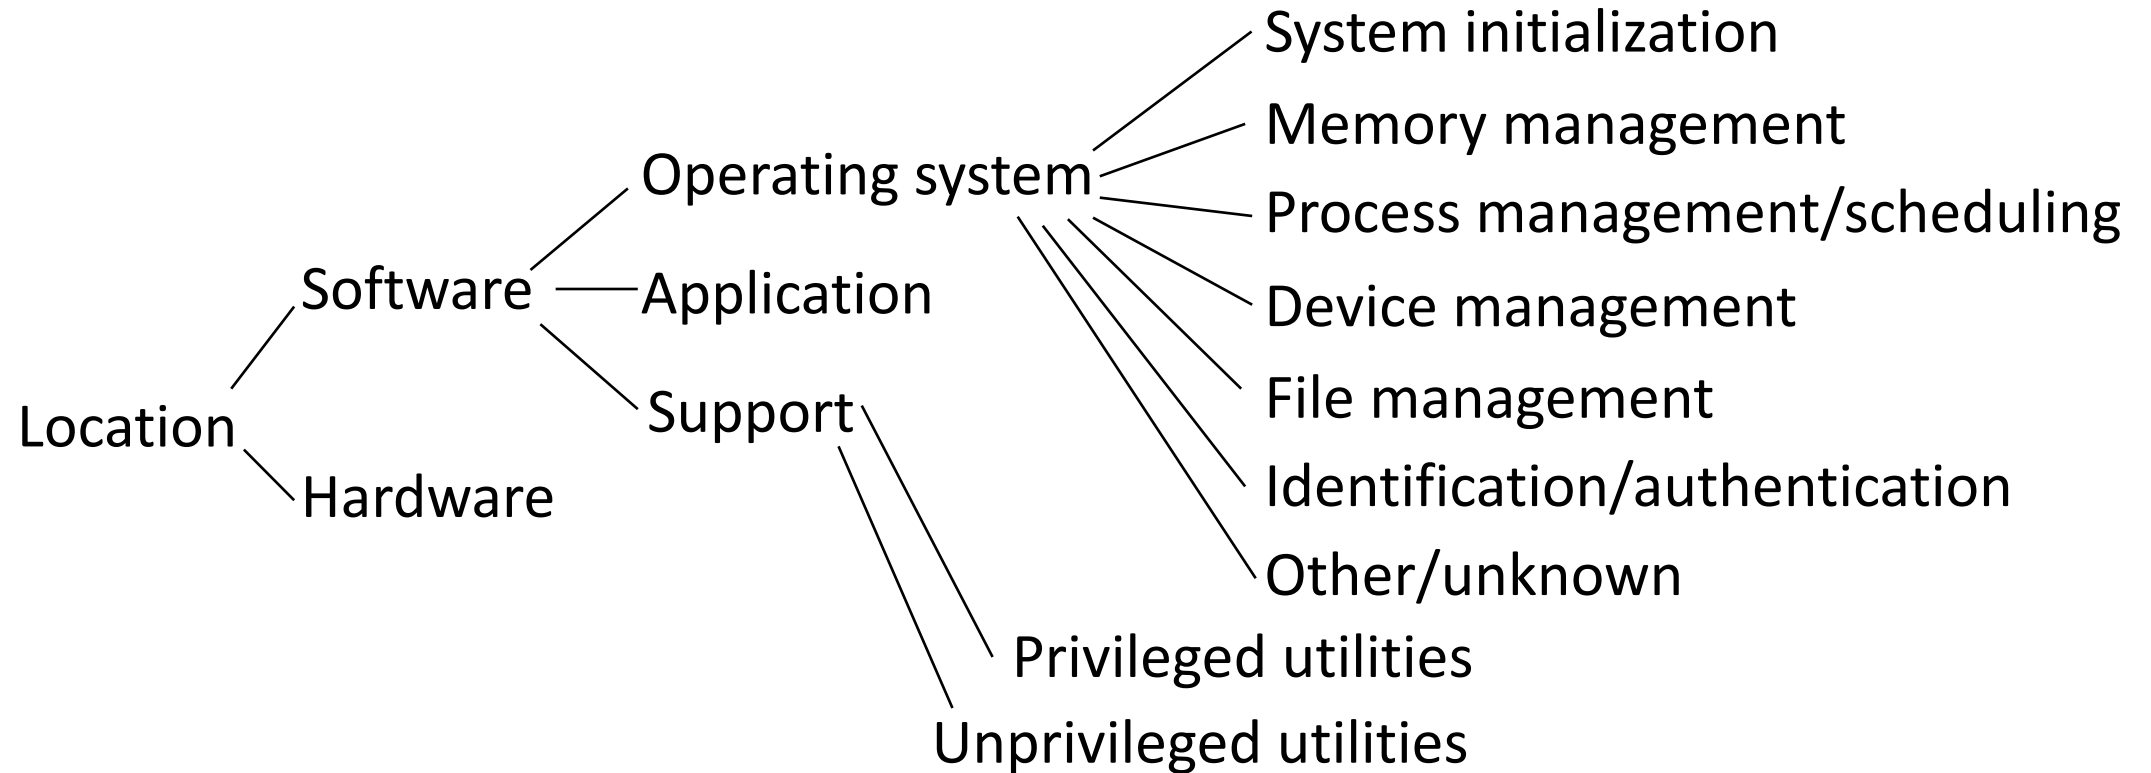 System initialization
Memory management
Operating system
Process management/scheduling
Software
Application
Device management
File management
Support
Location
Identification/authentication
Hardware
Other/unknown
Privileged utilities
Unprivileged utilities